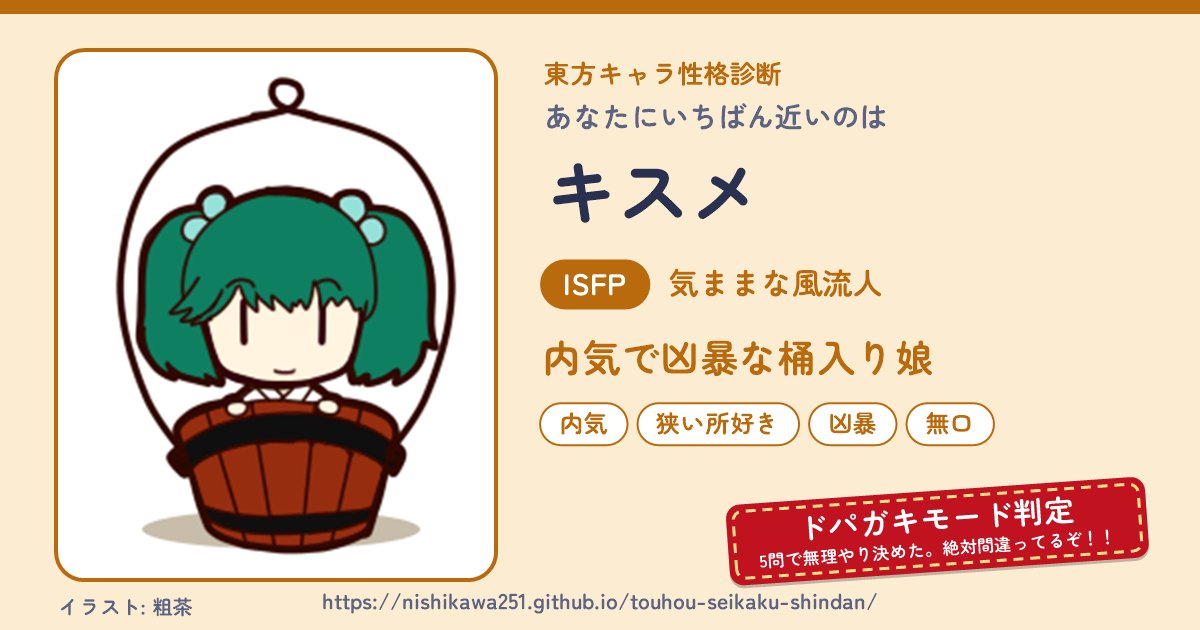 東方キャラ性格診断
あなたにいちばん近いのは
キスメ
ISFP 気ままな風流人
内気で凶暴な桶入り娘
内気 狭い所好き 凶暴 無口
ドパガキモード判定
5問で無理やり決めた。絶対間違ってるぞ！！
イラスト: 粗茶
https://nishikawa251.github.io/touhou-seikaku-shindan/